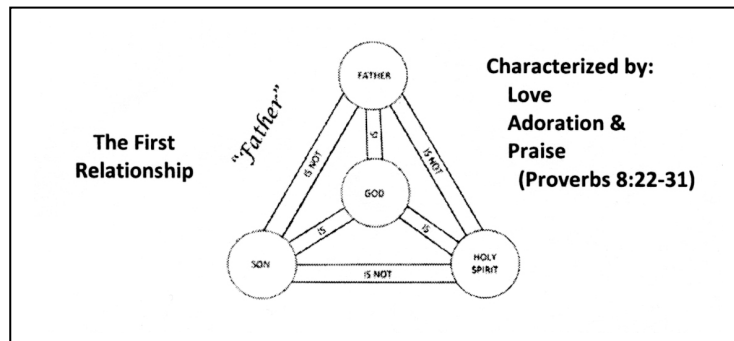 The First
Relationship
“Father”
FATHER
IS NOT
IS
IS NOT
GOD
IS
IS
SON
IS NOT
HOLY
SPIRIT
Characterized by:
Love
Adoration &
Praise
(Proverbs 8:22-31)